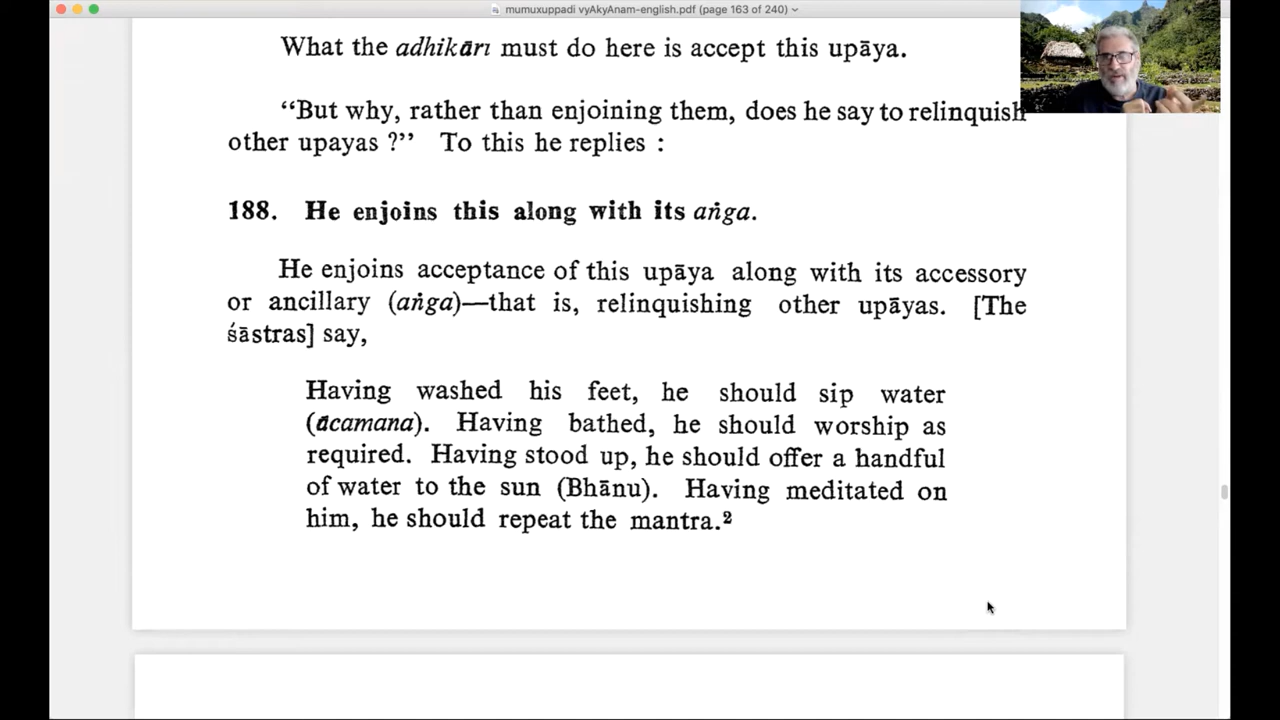 mumuxuppadi vyAkyAnam-english.pdf (page 163 of 240)
What the adhikārı must do here is accept this upāya.
“But why, rather than enjoining them, does he say to relinquish
other upayas ?” To this he replies :
188. He enjoins this along with its aṅga.
He enjoins acceptance of this upāya along with its accessory
or ancillary (aṅga)—that is, relinquishing other upāyas. [The
śāstras] say,
Having washed his feet, he should sip water
(ācamana). Having bathed, he should worship as
required. Having stood up, he should offer a handful
of water to the sun (Bhānu). Having meditated on
him, he should repeat the mantra.²